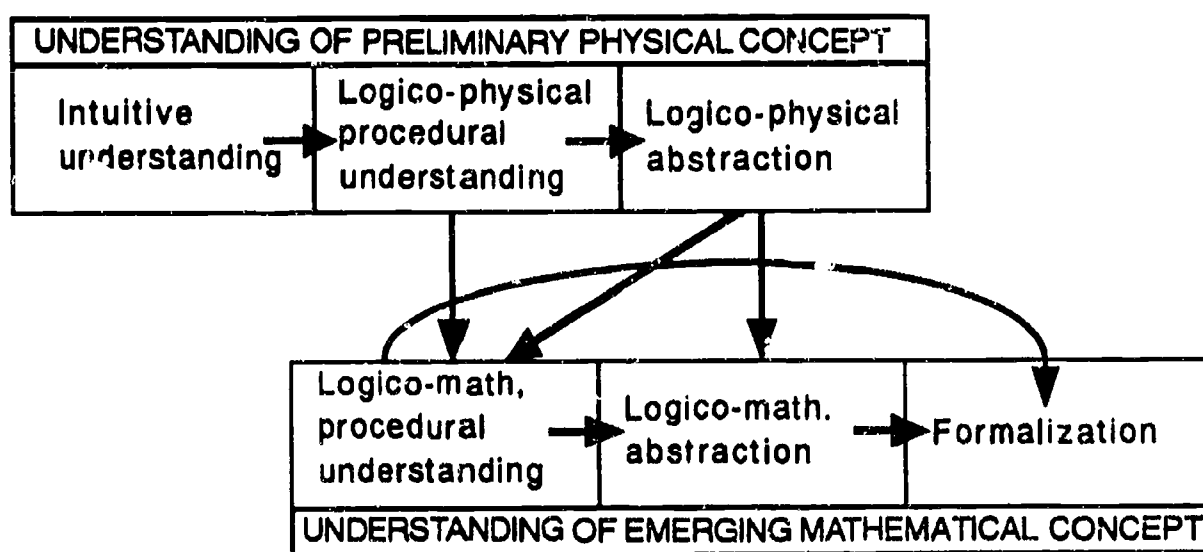 UNDERSTANDING OF PRELIMINARY PHYSICAL CONCEPT
Intuitive
understanding
Logico-physical
procedural
understanding
Logico-physical
abstraction
Logico-math,
procedural
understanding
Logico-math.
abstraction
Formalization
UNDERSTANDING OF EMERGING MATHEMATICAL CONCEPT